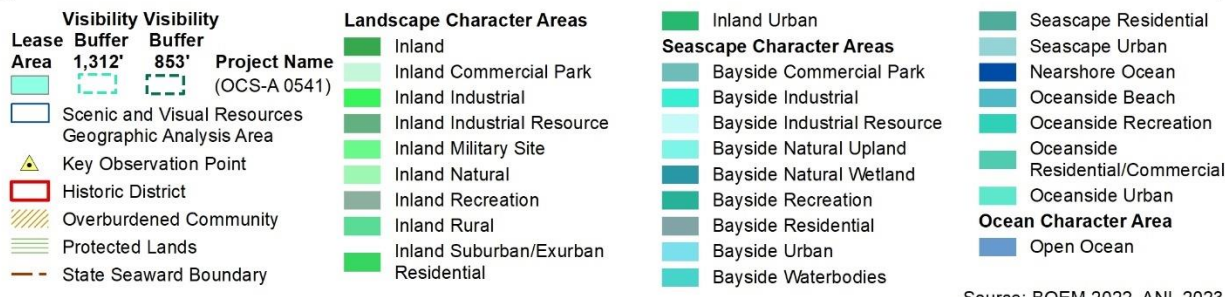 Visibility Visibility
Lease Buffer Buffer
Area 1,312' 853' Project Name
(OCS-A 0541)
Scenic and Visual Resources
Geographic Analysis Area
Key Observation Point
Historic District
Overburdened Community
Protected Lands
State Seaward Boundary
Landscape Character Areas
Inland
Inland Commercial Park
Inland Industrial
Inland Industrial Resource
Inland Military Site
Inland Natural
Inland Recreation
Inland Rural
Inland Suburban/Exurban
Residential
Inland Urban
Seascape Character Areas
Bayside Commercial Park
Bayside Industrial
Bayside Industrial Resource
Bayside Natural Upland
Bayside Natural Wetland
Bayside Recreation
Bayside Residential
Bayside Urban
Bayside Waterbodies
Seascape Residential
Seascape Urban
Nearshore Ocean
Oceanside Beach
Oceanside Recreation
Oceanside
Residential/Commercial
Oceanside Urban
Ocean Character Area
Open Ocean
Source: BOEM 2022, ANL 2023